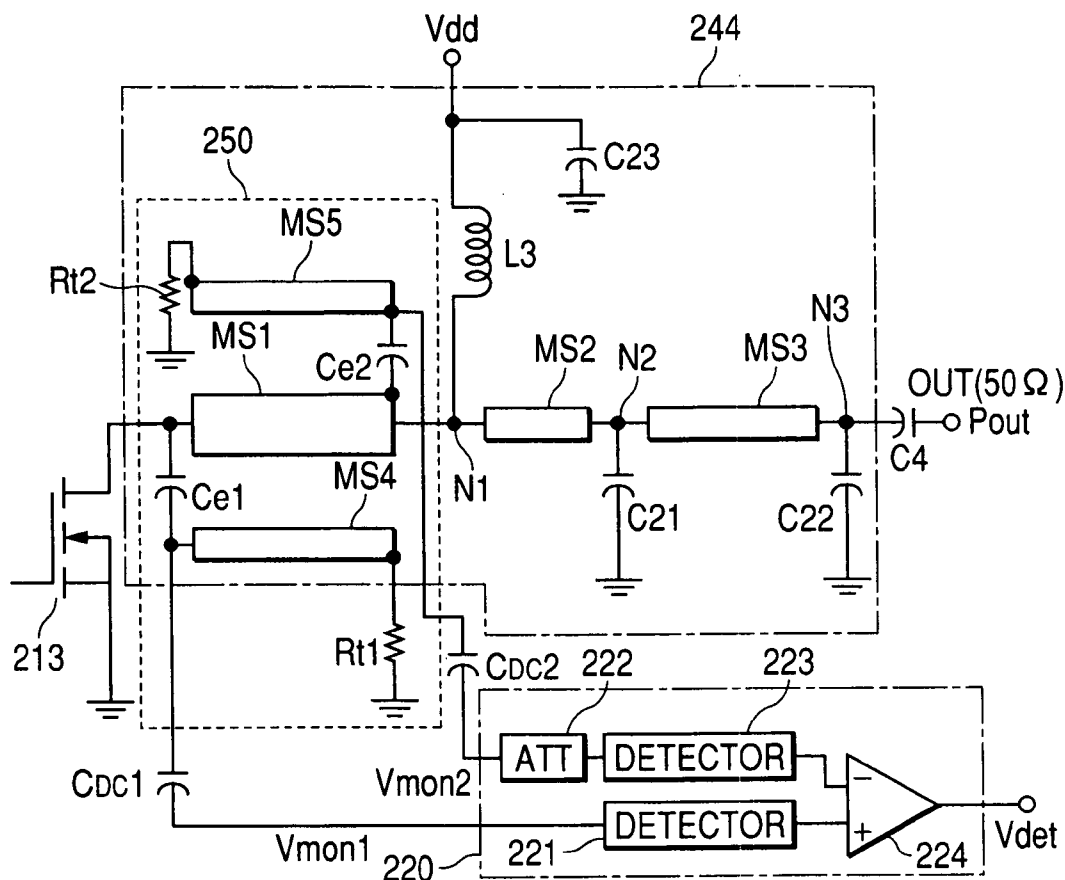 Vdd
244
250
C23
MS5
L3
Rt2
MS1
Ce2
MS2
N2
MS3
N3
OUT(50Ω)
Pout
C4
N1
Ce1
MS4
C21
C22
213
Rt1
CDC2
222
223
ATT
DETECTOR
−
CDC1
Vmon2
DETECTOR
+
Vdet
Vmon1
220
221
224